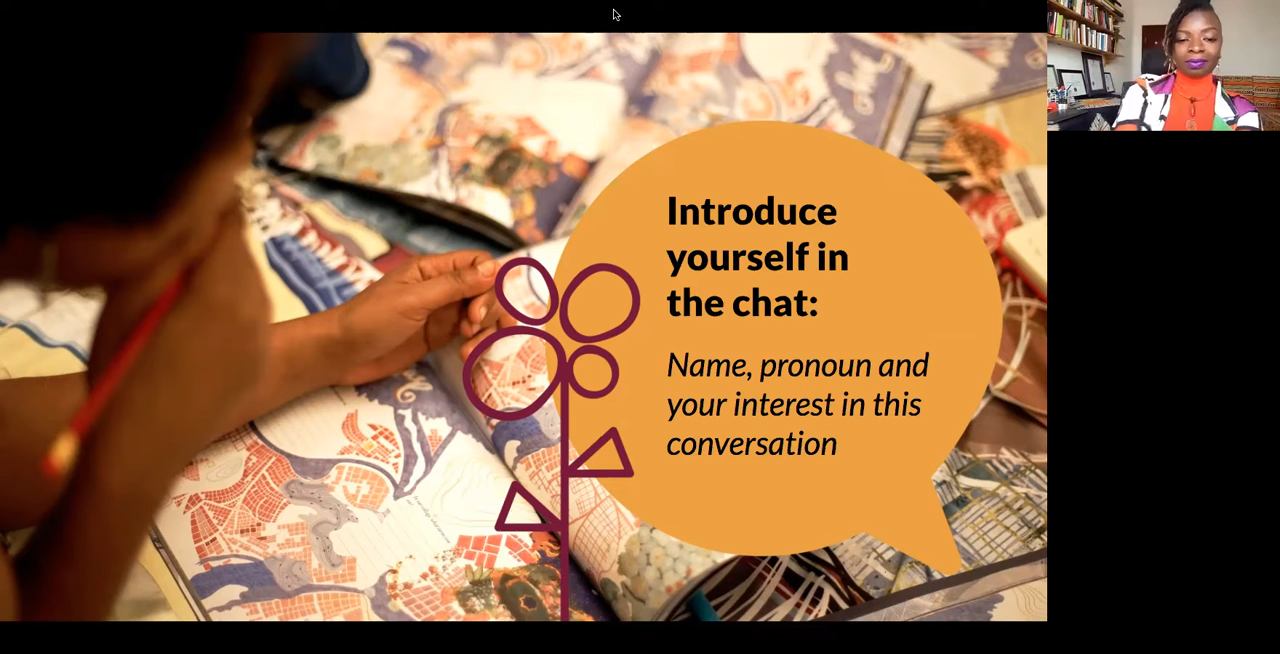 Introduce
yourself in
the chat:
Name, pronoun and
your interest in this
conversation